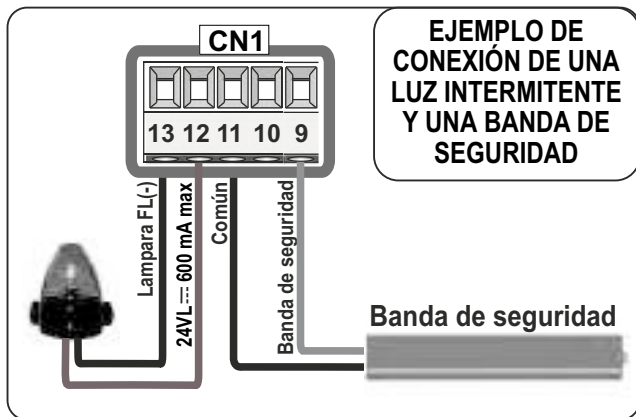 CN1
13 12 11 10 9
Lampara FL(-)
24VL⎓ 600 mA max
Común
Banda de seguridad
EJEMPLO DE
CONEXIÓN DE UNA
LUZ INTERMITENTE
Y UNA BANDA DE
SEGURIDAD
Banda de seguridad